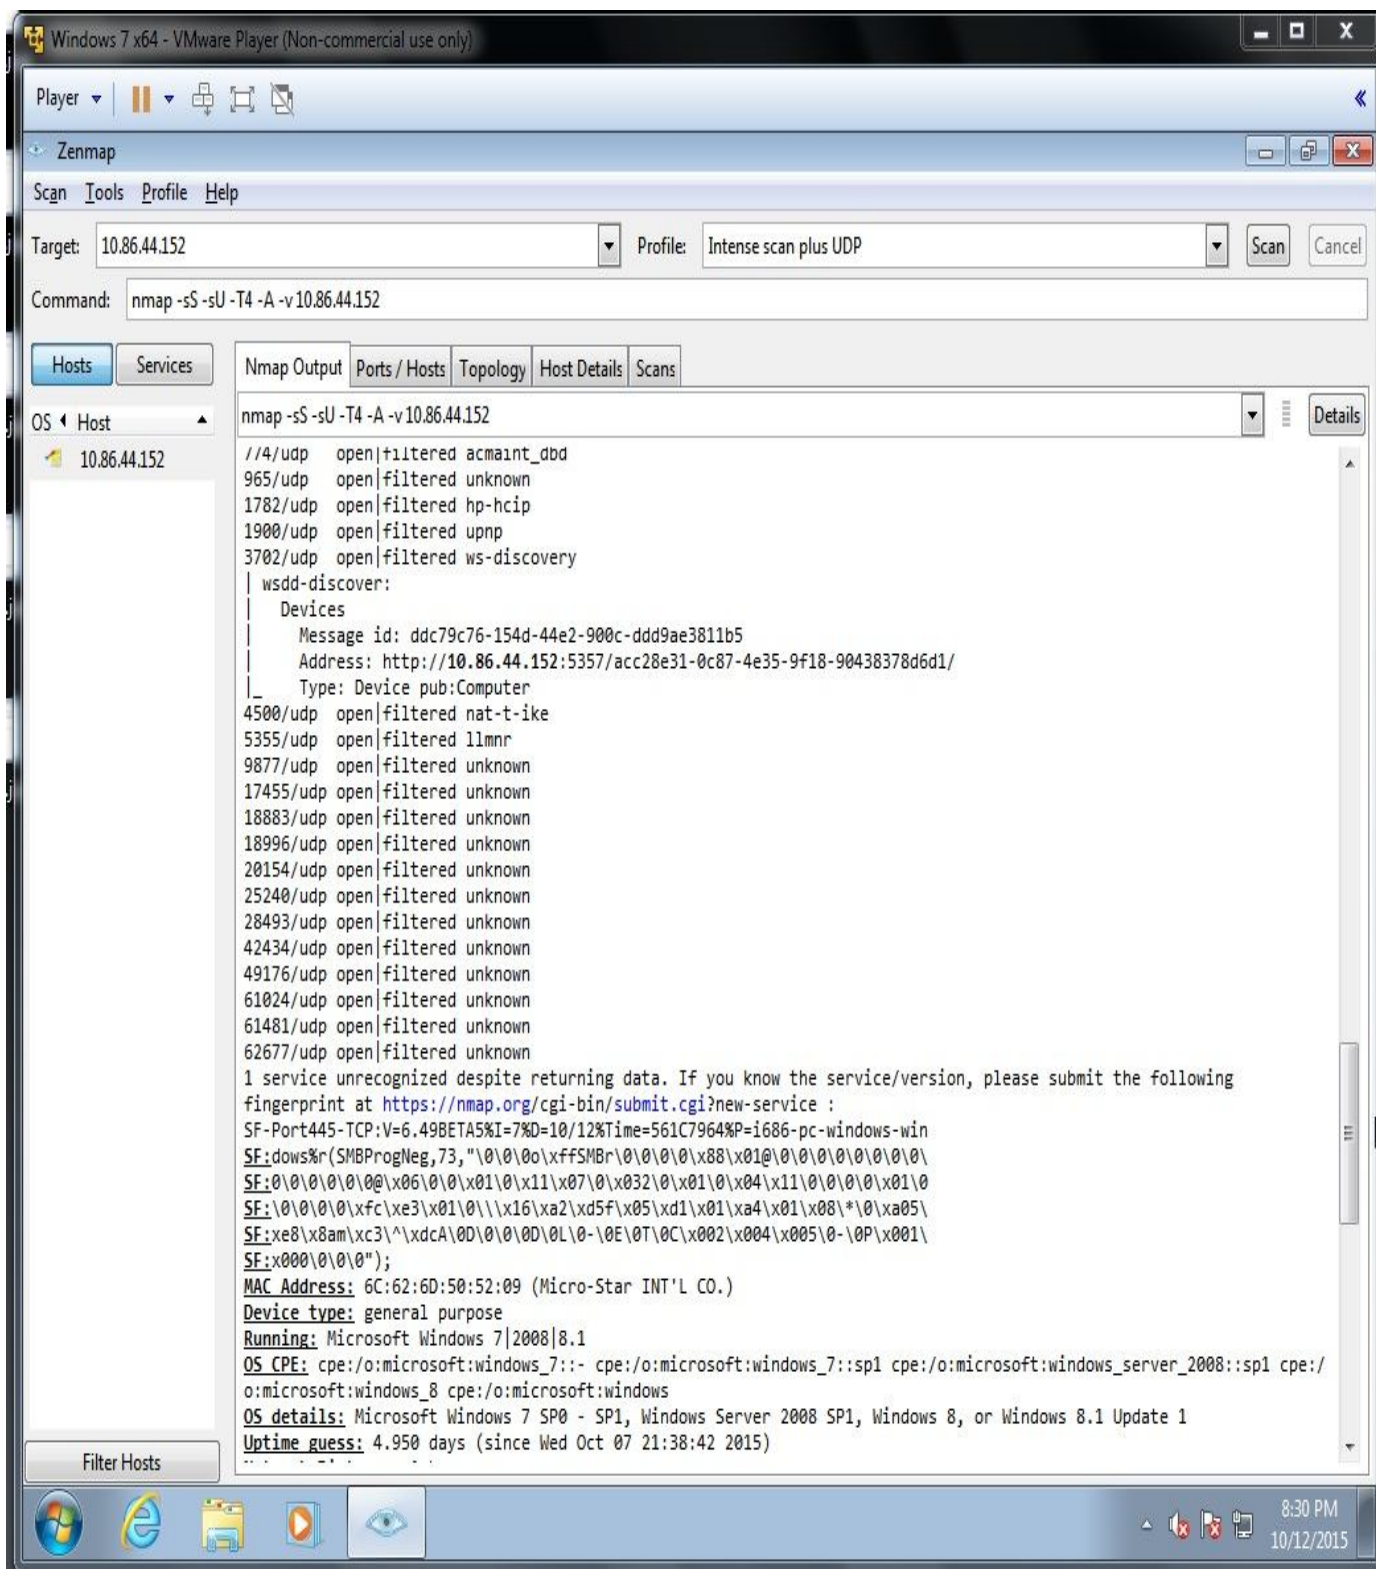 Windows 7 x64 - VMware Player (Non-commercial use only)
Player
Zenmap
Scan Tools Profile Help
Target: 10.86.44.152 Profile: Intense scan plus UDP Scan Cancel
Command: nmap -sS -sU -T4 -A -v 10.86.44.152
Hosts Services Nmap Output Ports / Hosts Topology Host Details Scans
OS Host nmap -sS -sU -T4 -A -v 10.86.44.152 Details
10.86.44.152
774/udp open|filtered acmaint_dbd
965/udp open|filtered unknown
1782/udp open|filtered hp-hcip
1900/udp open|filtered upnp
3702/udp open|filtered ws-discovery
| wsdd-discover:
| Devices
| Message id: ddc79c76-154d-44e2-900c-ddd9ae3811b5
| Address: http://10.86.44.152:5357/acc28e31-0c87-4e35-9f18-90438378d6d1/
|_ Type: Device pub:Computer
4500/udp open|filtered nat-t-ike
5355/udp open|filtered llmnr
9877/udp open|filtered unknown
17455/udp open|filtered unknown
18883/udp open|filtered unknown
18996/udp open|filtered unknown
20154/udp open|filtered unknown
25240/udp open|filtered unknown
28493/udp open|filtered unknown
42434/udp open|filtered unknown
49176/udp open|filtered unknown
61024/udp open|filtered unknown
61481/udp open|filtered unknown
62677/udp open|filtered unknown
1 service unrecognized despite returning data. If you know the service/version, please submit the following
fingerprint at https://nmap.org/cgi-bin/submit.cgi?new-service :
SF-Port445-TCP:V=6.49BETA5%I=7%D=10/12%Time=561C7964%P=i686-pc-windows-win
SF:dows%r(SMBProgNeg,73,"\0\0\0o\xffSMBr\0\0\0\0\x88\x01@\0\0\0\0\0\0\0\0\
SF:0\0\0\0\0\0@\x06\0\0\x01\0\x11\x07\0\x032\0\x01\0\x04\x11\0\0\0\0\x01\0
SF:\0\0\0\0\xfc\xe3\x01\0\\\x16\xa2\xd5f\x05\xd1\x01\xa4\x01\x08\*\0\xa05\
SF:xe8\x8am\xc3\^\xdcA\0D\0\0\0D\0L\0-\0E\0T\0C\x002\x004\x005\0-\0P\x001\
SF:x000\0\0\0");
MAC Address: 6C:62:6D:50:52:09 (Micro-Star INT'L CO.)
Device type: general purpose
Running: Microsoft Windows 7|2008|8.1
OS CPE: cpe:/o:microsoft:windows_7::- cpe:/o:microsoft:windows_7::sp1 cpe:/o:microsoft:windows_server_2008::sp1 cpe:/
o:microsoft:windows_8 cpe:/o:microsoft:windows
OS details: Microsoft Windows 7 SP0 - SP1, Windows Server 2008 SP1, Windows 8, or Windows 8.1 Update 1
Uptime guess: 4.950 days (since Wed Oct 07 21:38:42 2015)
Filter Hosts
8:30 PM
10/12/2015